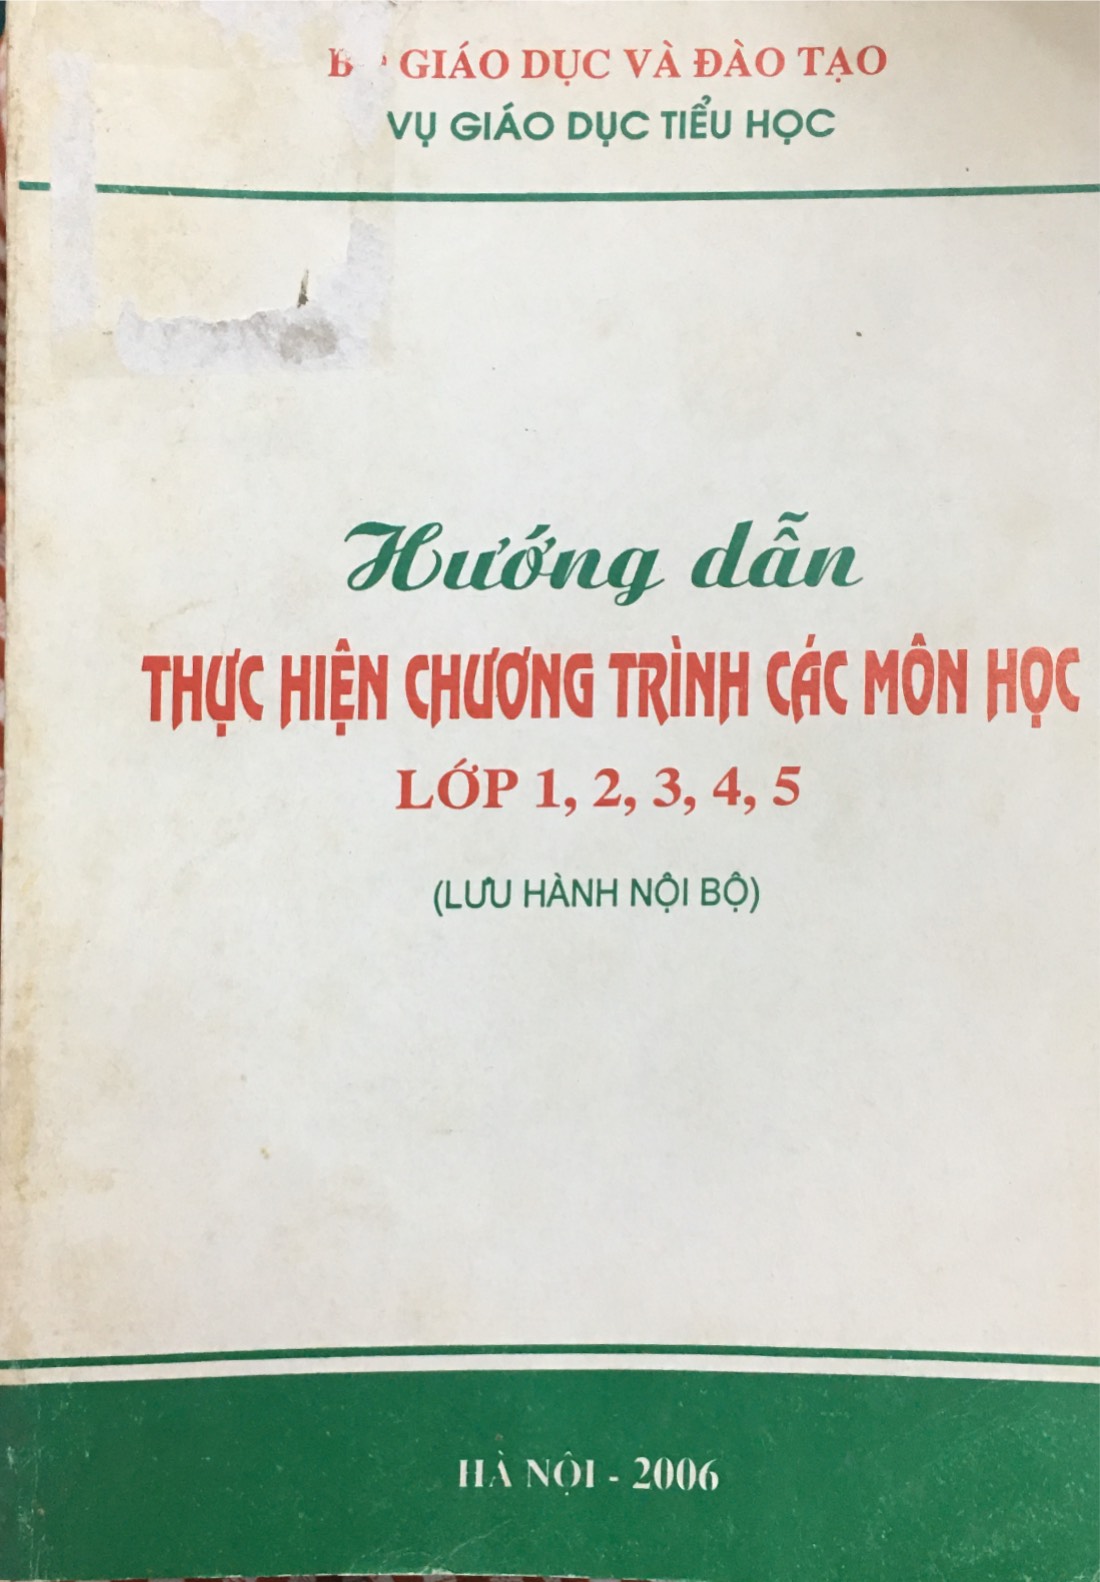 BỘ GIÁO DỤC VÀ ĐÀO TẠO
VỤ GIÁO DỤC TIỂU HỌC
Hướng dẫn
THỰC HIỆN CHƯƠNG TRÌNH CÁC MÔN HỌC
LỚP 1, 2, 3, 4, 5
(LƯU HÀNH NỘI BỘ)
HÀ NỘI - 2006